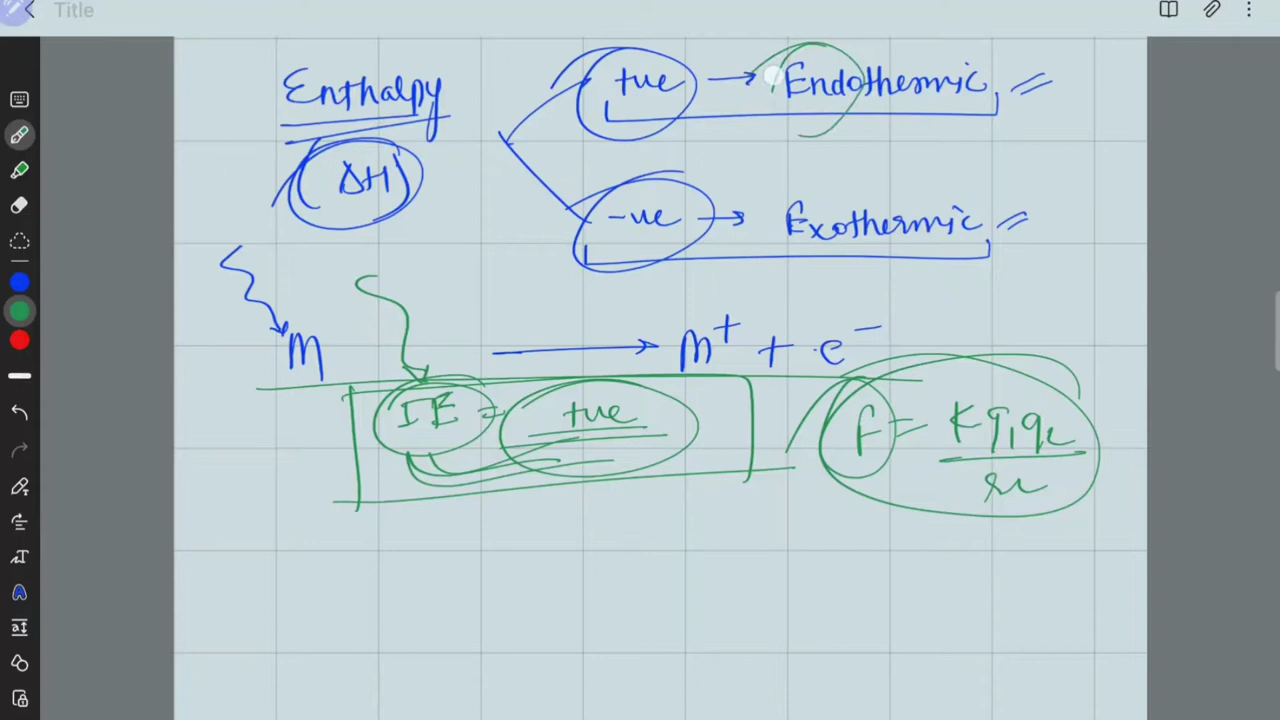 Title
Enthalpy
ΔH
+ve → Endothermic
-ve → Exothermic
M → M⁺ + e⁻
IE = +ve
f = Kq₁q₂
r